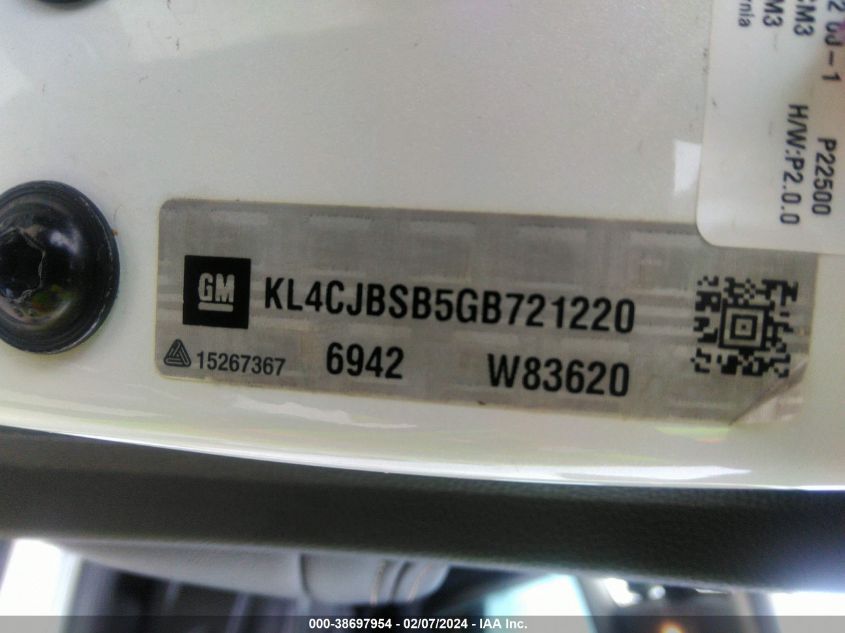 GM KL4CJBSB5GB721220
15267367 6942 W83620
P22500
H/W:P2.0.0
000-38697954 / 02/07/2024 - IAA Inc.